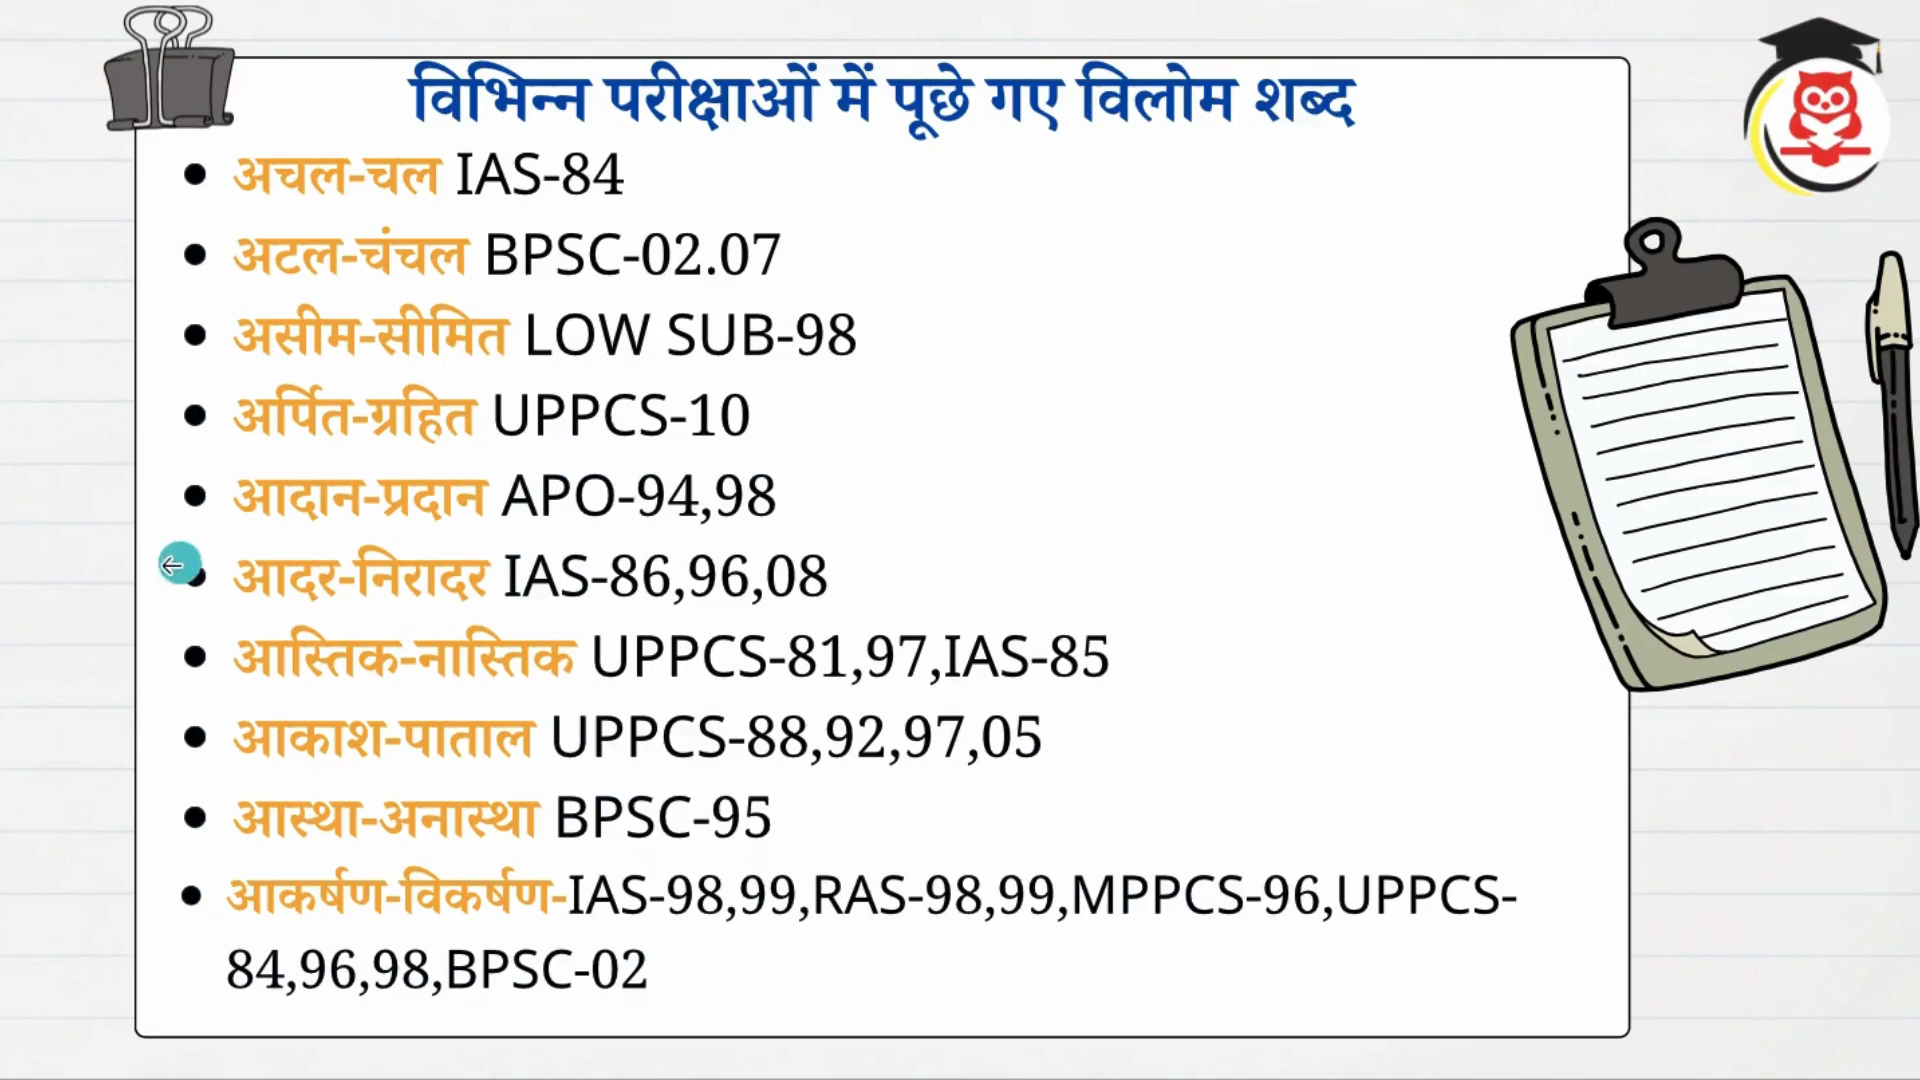 विभिन्न परीक्षाओं में पूछे गए विलोम शब्द
अचल-चल IAS-84
अटल-चंचल BPSC-02.07
असीम-सीमित LOW SUB-98
अर्पित-ग्रहित UPPCS-10
आदान-प्रदान APO-94,98
आदर-निरादर IAS-86,96,08
आस्तिक-नास्तिक UPPCS-81,97,IAS-85
आकाश-पाताल UPPCS-88,92,97,05
आस्था-अनास्था BPSC-95
आकर्षण-विकर्षण-IAS-98,99,RAS-98,99,MPPCS-96,UPPCS-
84,96,98,BPSC-02